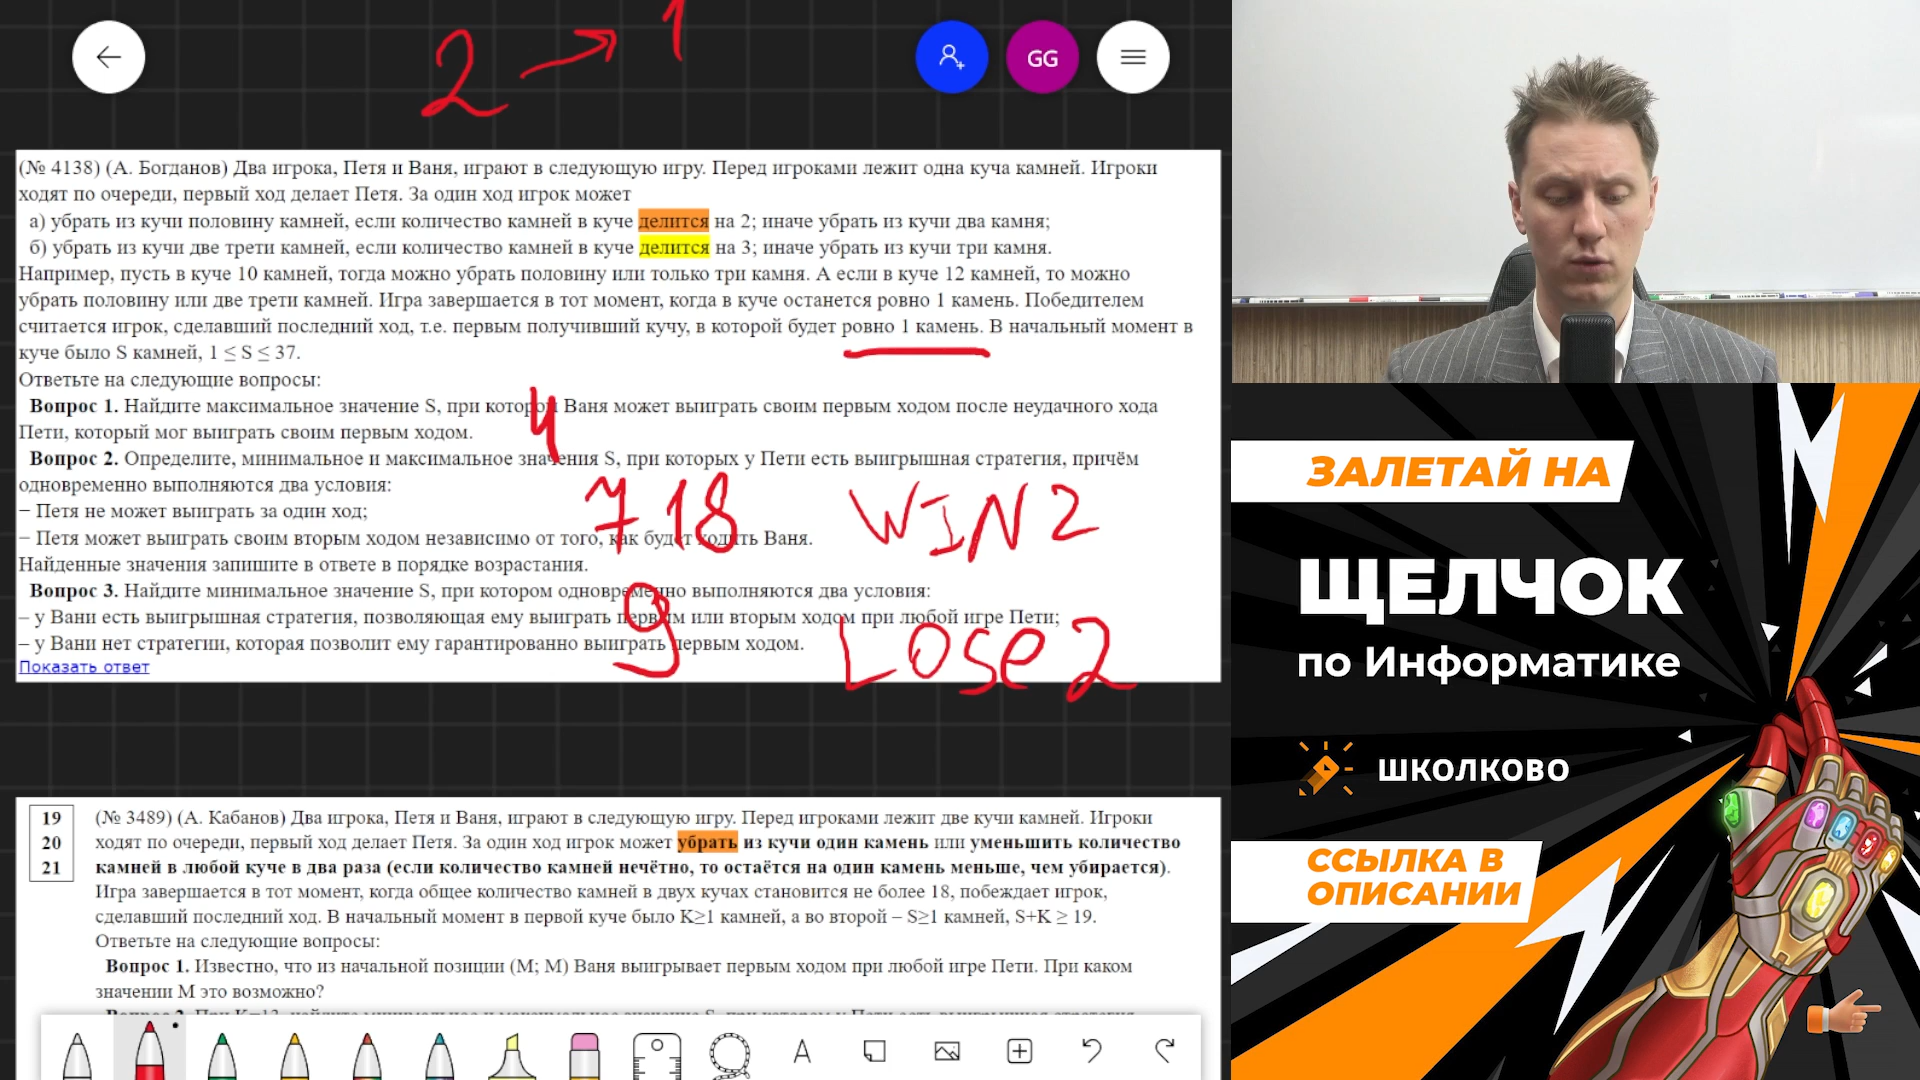 2 → 1
GG
(№ 4138) (А. Богданов) Два игрока, Петя и Ваня, играют в следующую игру. Перед игроками лежит одна куча камней. Игроки
ходят по очереди, первый ход делает Петя. За один ход игрок может
а) убрать из кучи половину камней, если количество камней в куче делится на 2; иначе убрать из кучи два камня;
б) убрать из кучи две трети камней, если количество камней в куче делится на 3; иначе убрать из кучи три камня.
Например, пусть в куче 10 камней, тогда можно убрать половину или только три камня. А если в куче 12 камней, то можно
убрать половину или две трети камней. Игра завершается в тот момент, когда в куче останется ровно 1 камень. Победителем
считается игрок, сделавший последний ход, т.е. первым получивший кучу, в которой будет ровно 1 камень. В начальный момент в
куче было S камней, 1 ≤ S ≤ 37.
Ответьте на следующие вопросы:
Вопрос 1. Найдите максимальное значение S, при котором Ваня может выиграть своим первым ходом после неудачного хода
Пети, который мог выиграть своим первым ходом.
4
Вопрос 2. Определите, минимальное и максимальное значения S, при которых у Пети есть выигрышная стратегия, причём
одновременно выполняются два условия:
− Петя не может выиграть за один ход;
7 18 WIN 2
− Петя может выиграть своим вторым ходом независимо от того, как будет ходить Ваня.
Найденные значения запишите в ответе в порядке возрастания.
Вопрос 3. Найдите минимальное значение S, при котором одновременно выполняются два условия:
– у Вани есть выигрышная стратегия, позволяющая ему выиграть первым или вторым ходом при любой игре Пети;
9 LOSe 2
– у Вани нет стратегии, которая позволит ему гарантированно выиграть первым ходом.
Показать ответ
19
20
21
(№ 3489) (А. Кабанов) Два игрока, Петя и Ваня, играют в следующую игру. Перед игроками лежит две кучи камней. Игроки
ходят по очереди, первый ход делает Петя. За один ход игрок может убрать из кучи один камень или уменьшить количество
камней в любой куче в два раза (если количество камней нечётно, то остаётся на один камень меньше, чем убирается).
Игра завершается в тот момент, когда общее количество камней в двух кучах становится не более 18, побеждает игрок,
сделавший последний ход. В начальный момент в первой куче было K≥1 камней, а во второй – S≥1 камней, S+K ≥ 19.
Ответьте на следующие вопросы:
Вопрос 1. Известно, что из начальной позиции (M; M) Ваня выигрывает первым ходом при любой игре Пети. При каком
значении M это возможно?
A
ЗАЛЕТАЙ НА
ЩЕЛЧОК
по Информатике
ШКОЛКОВО
ССЫЛКА В
ОПИСАНИИ